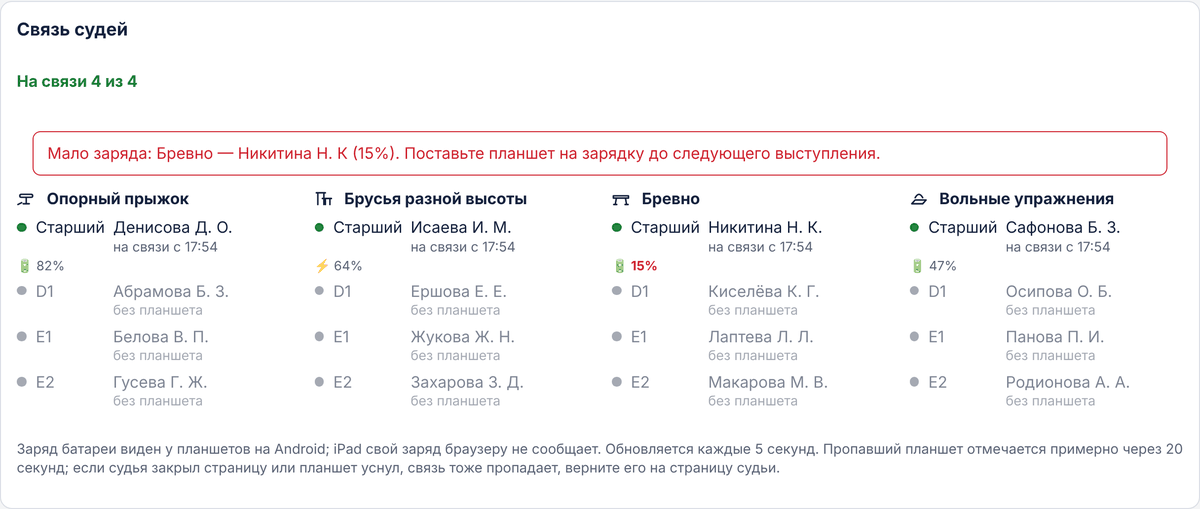 Связь судей
На связи 4 из 4
Мало заряда: Бревно — Никитина Н. К (15%). Поставьте планшет на зарядку до следующего выступления.
Опорный прыжок
Старший Денисова Д. О.
на связи с 17:54
82%
D1 Абрамова Б. З.
без планшета
E1 Белова В. П.
без планшета
E2 Гусева Г. Ж.
без планшета
Брусья разной высоты
Старший Исаева И. М.
на связи с 17:54
64%
D1 Ершова Е. Е.
без планшета
E1 Жукова Ж. Н.
без планшета
E2 Захарова З. Д.
без планшета
Бревно
Старший Никитина Н. К.
на связи с 17:54
15%
D1 Киселёва К. Г.
без планшета
E1 Лаптева Л. Л.
без планшета
E2 Макарова М. В.
без планшета
Вольные упражнения
Старший Сафонова Б. З.
на связи с 17:54
47%
D1 Осипова О. Б.
без планшета
E1 Панова П. И.
без планшета
E2 Родионова А. А.
без планшета
Заряд батареи виден у планшетов на Android; iPad свой заряд браузеру не сообщает. Обновляется каждые 5 секунд. Пропавший планшет отмечается примерно через 20
секунд; если судья закрыл страницу или планшет уснул, связь тоже пропадает, верните его на страницу судьи.